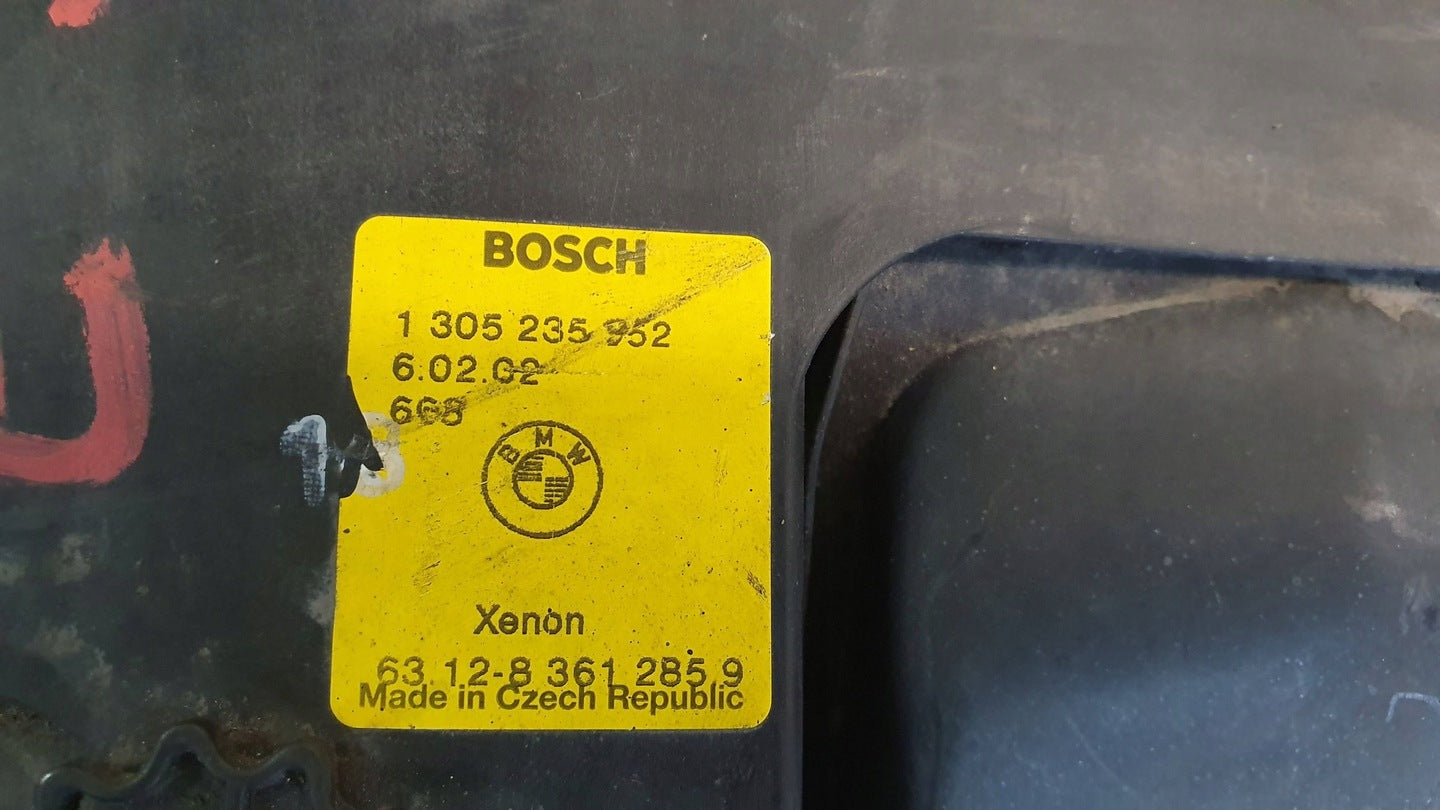 BOSCH
1 305 235 952
6.02.02
668
18
BMW
Xenon
63.12-8 361 285.9
Made in Czech Republic